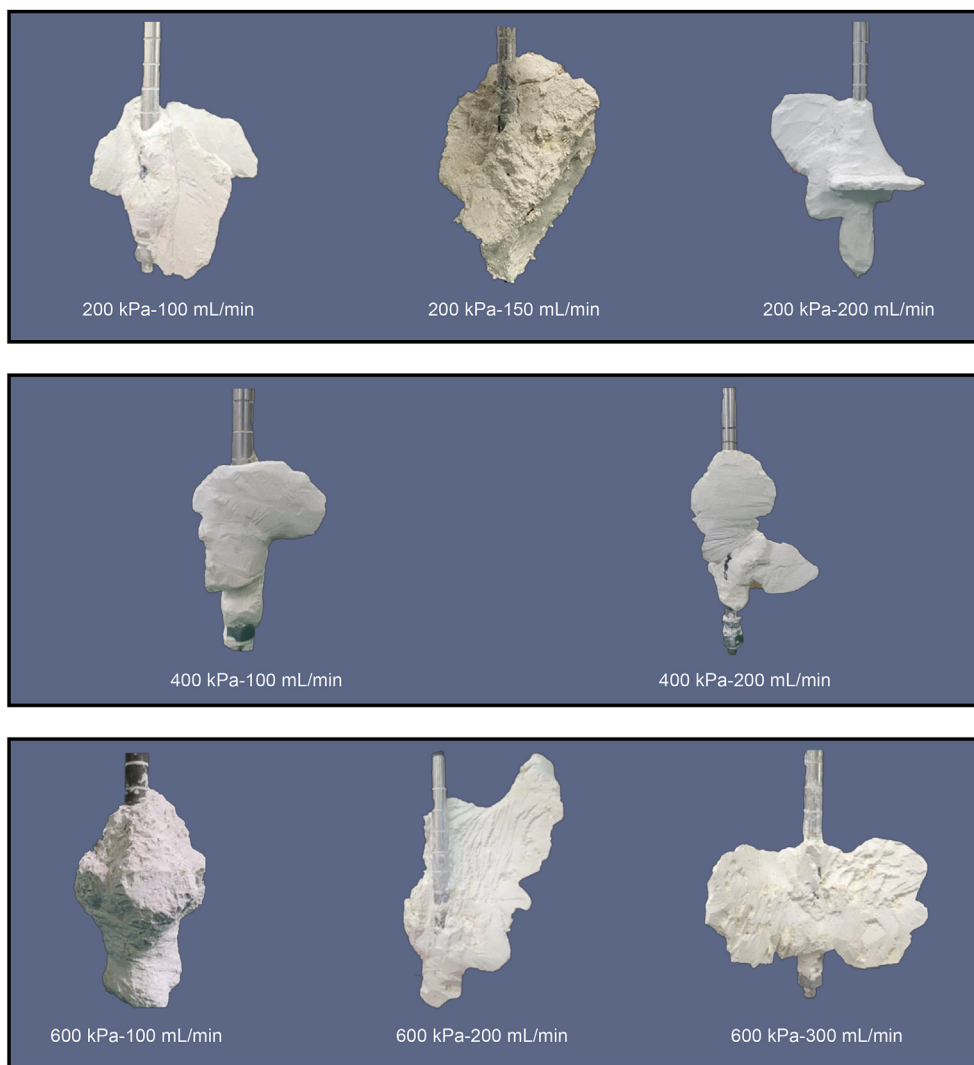 200 kPa-100 mL/min
200 kPa-150 mL/min
200 kPa-200 mL/min
400 kPa-100 mL/min
400 kPa-200 mL/min
600 kPa-100 mL/min
600 kPa-200 mL/min
600 kPa-300 mL/min